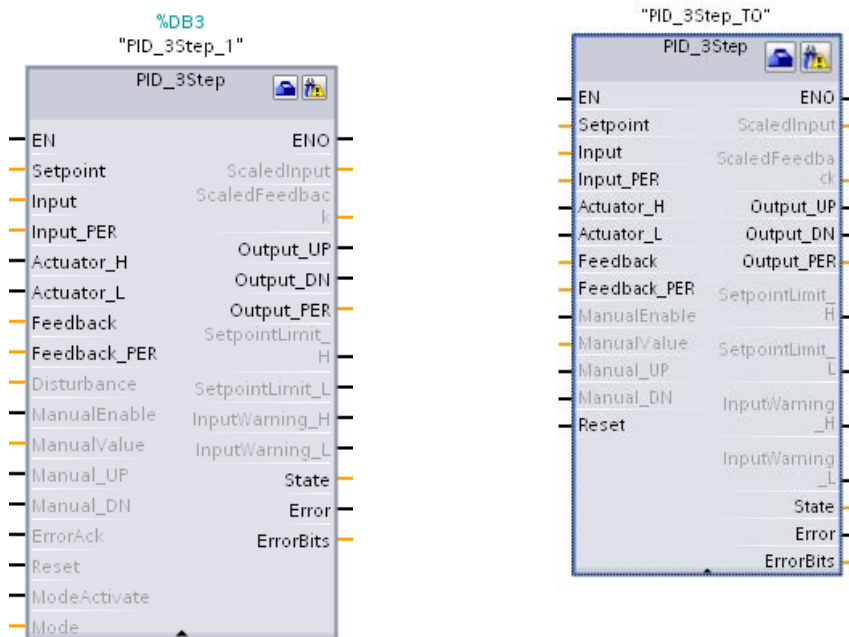 %DB3
"PID_3Step_1"
PID_3Step
EN
ENO
Setpoint
ScaledInput
Input
ScaledFeedbac
k
Input_PER
Actuator_H
Output_UP
Actuator_L
Output_DN
Feedback
Output_PER
Feedback_PER
SetpointLimit_
H
Disturbance
SetpointLimit_L
ManualEnable
InputWarning_H
ManualValue
InputWarning_L
Manual_UP
State
Manual_DN
Error
ErrorAck
ErrorBits
Reset
ModeActivate
Mode
"PID_3Step_TO"
PID_3Step
EN
ENO
Setpoint
ScaledInput
Input
ScaledFeedba
ck
Input_PER
Actuator_H
Output_UP
Actuator_L
Output_DN
Feedback
Output_PER
Feedback_PER
SetpointLimit_
H
ManualEnable
ManualValue
SetpointLimit_
L
Manual_UP
Manual_DN
InputWarning
_H
Reset
InputWarning
_L
State
Error
ErrorBits